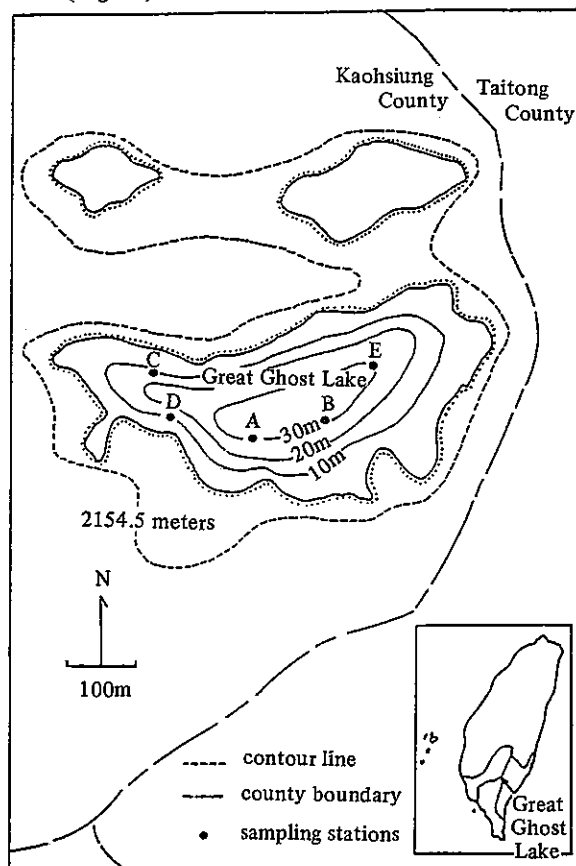 Kaohsiung
County
Taitong
County
C
E
Great Ghost Lake
D
A
B
30m
20m
10m
2154.5 meters
N
100m
contour line
county boundary
sampling stations
Great
Ghost
Lake